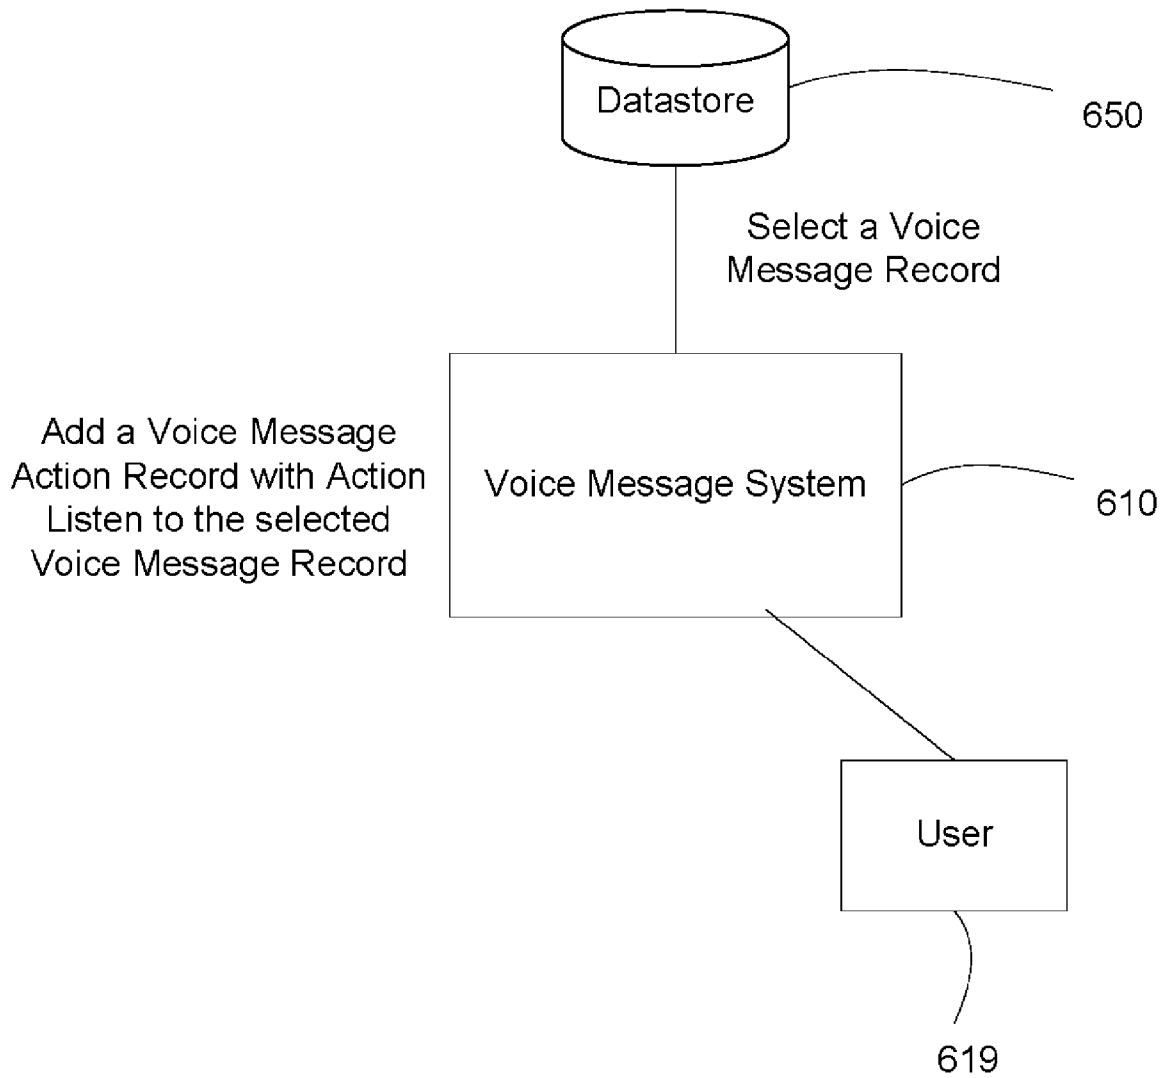 Datastore
650
Select a Voice
Message Record
Add a Voice Message
Action Record with Action
Listen to the selected
Voice Message Record
Voice Message System
610
User
619